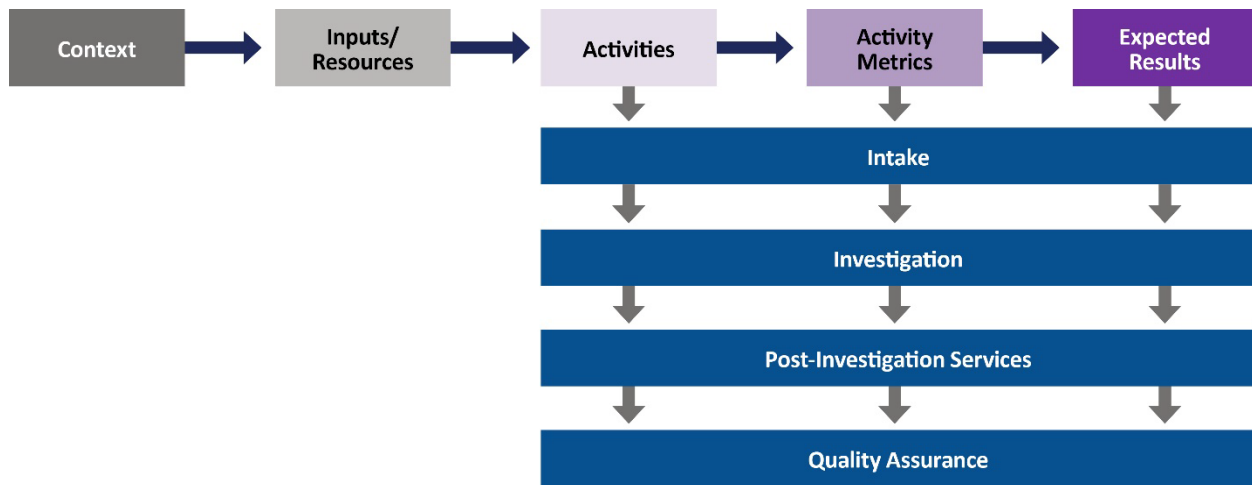 Context
Inputs/
Resources
Activities
Activity
Metrics
Expected
Results
Intake
Investigation
Post-Investigation Services
Quality Assurance